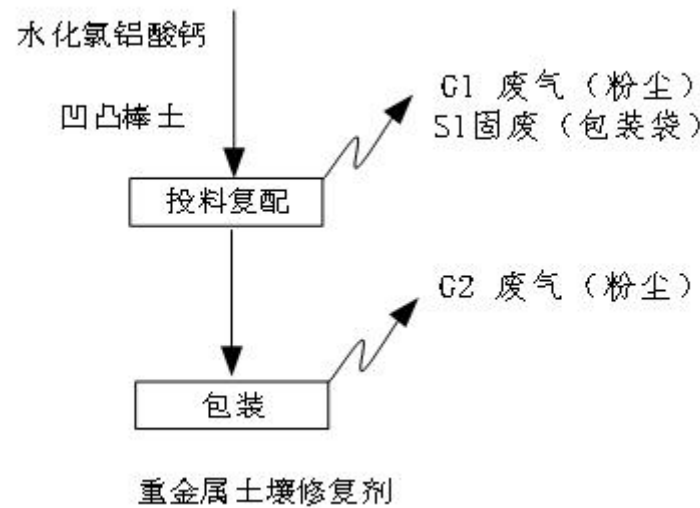 水化氯铝酸钙
凹凸棒土
G1 废气（粉尘）
S1固废（包装袋）
投料复配
G2 废气（粉尘）
包装
重金属土壤修复剂